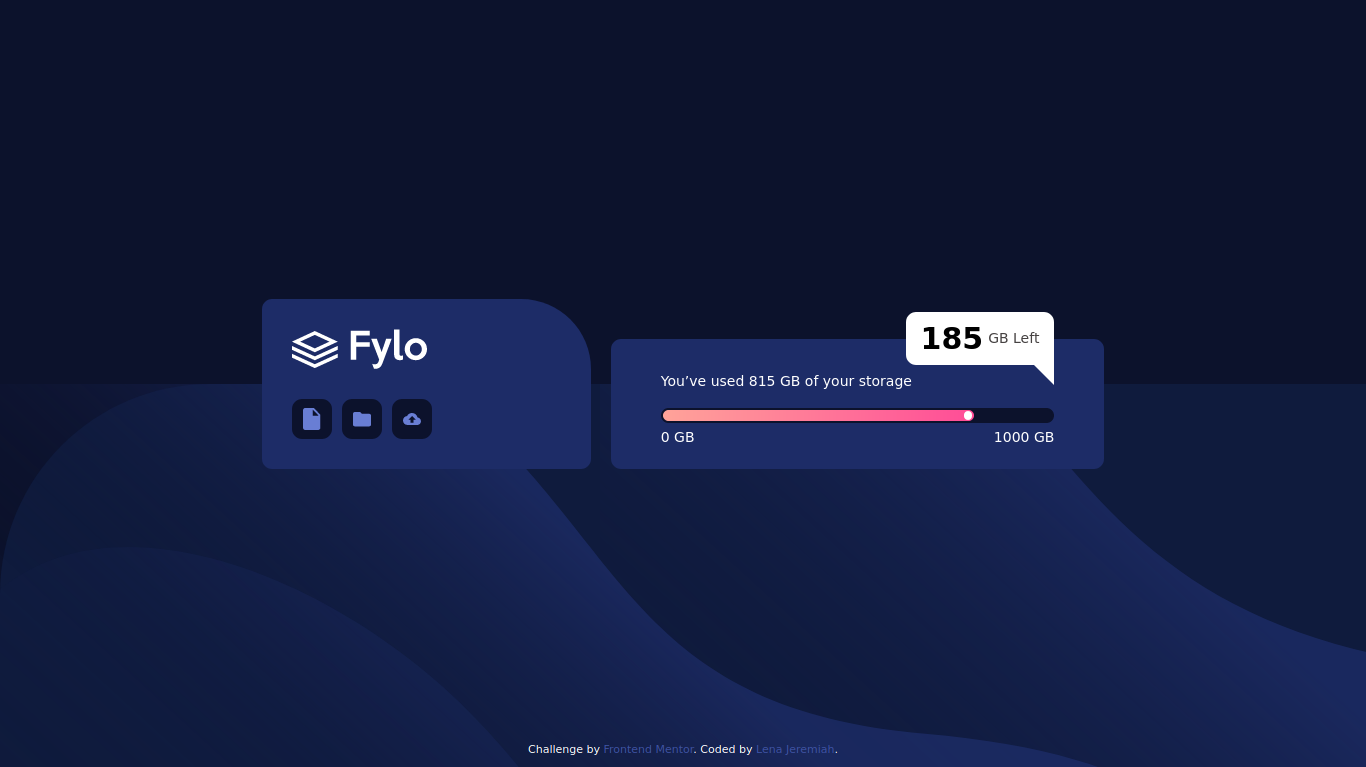 Fylo
185 GB Left
You’ve used 815 GB of your storage
0 GB 1000 GB
Challenge by Frontend Mentor. Coded by Lena Jeremiah.